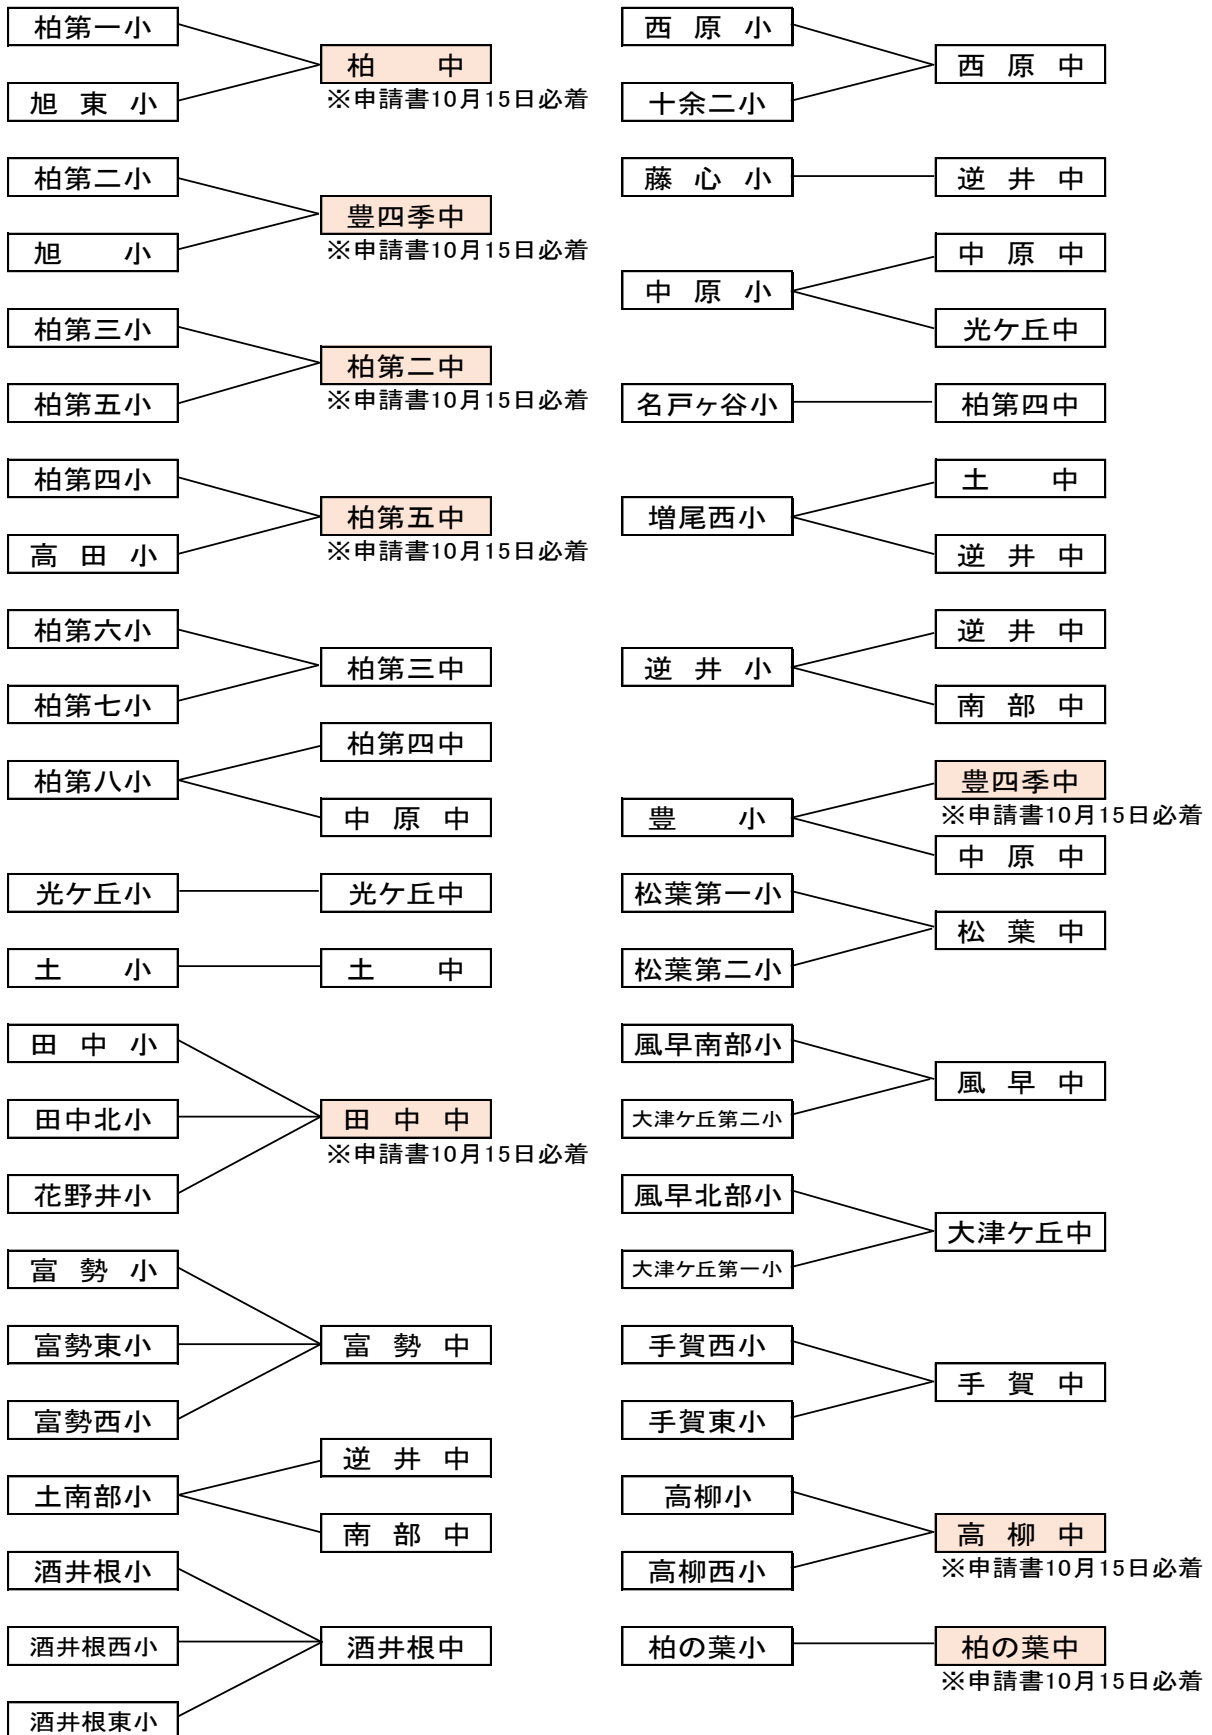 柏第一小
旭東小
柏中
※申請書10月15日必着
柏第二小
旭小
豊四季中
※申請書10月15日必着
柏第三小
柏第五小
柏第二中
※申請書10月15日必着
柏第四小
高田小
柏第五中
※申請書10月15日必着
柏第六小
柏第七小
柏第三中
柏第八小
柏第四中
中原中
光ケ丘小
光ケ丘中
土小
土中
田中小
田中北小
花野井小
田中中
※申請書10月15日必着
富勢小
富勢東小
富勢西小
富勢中
土南部小
逆井中
南部中
酒井根小
酒井根西小
酒井根東小
酒井根中
西原小
十余二小
西原中
藤心小
逆井中
中原小
中原中
光ケ丘中
名戸ヶ谷小
柏第四中
増尾西小
土中
逆井中
逆井小
逆井中
南部中
豊小
豊四季中
※申請書10月15日必着
中原中
松葉第一小
松葉第二小
松葉中
風早南部小
大津ケ丘第二小
風早中
風早北部小
大津ケ丘第一小
大津ケ丘中
手賀西小
手賀東小
手賀中
高柳小
高柳西小
高柳中
※申請書10月15日必着
柏の葉小
柏の葉中
※申請書10月15日必着